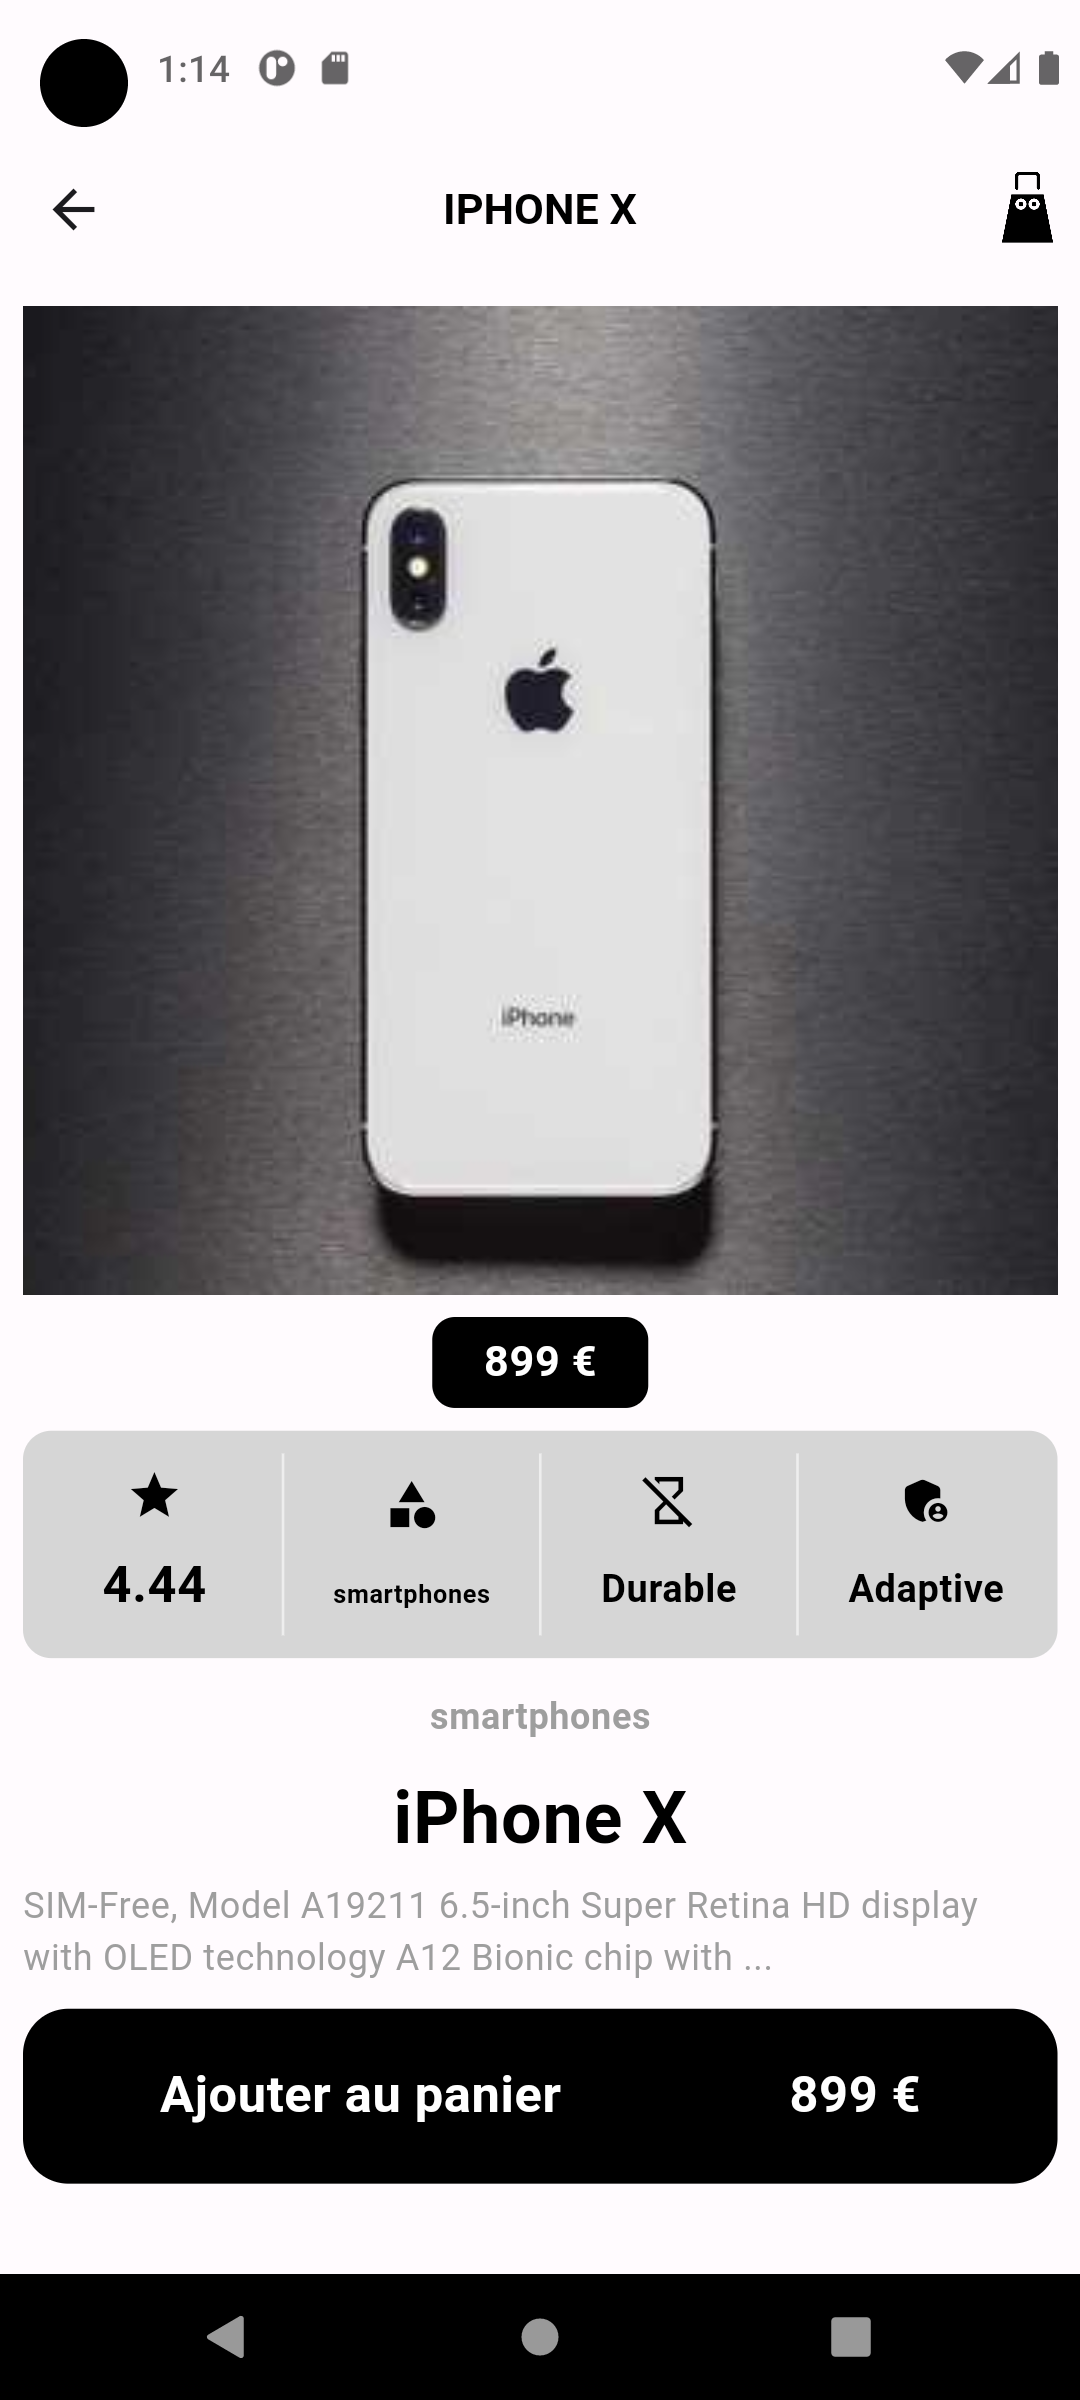 1:14
IPHONE X
iPhone
899 €
4.44
smartphones
Durable
Adaptive
smartphones
iPhone X
SIM-Free, Model A19211 6.5-inch Super Retina HD display
with OLED technology A12 Bionic chip with ...
Ajouter au panier 899 €